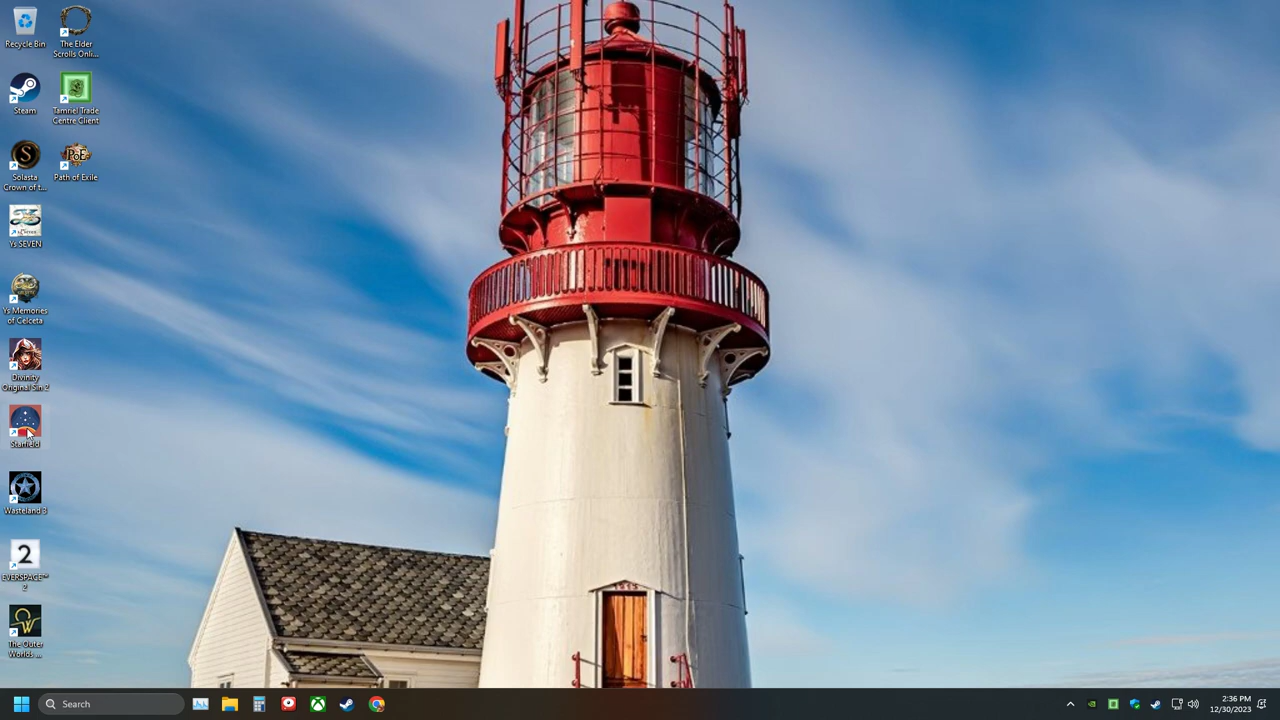 Recycle Bin
The Elder
Scrolls Onli...
Steam
Tamriel Trade
Centre Client
S
Solasta
Crown of t...
PoE
Path of Exile
Ys SEVEN
Ys Memories
of Celceta
Divinity
Original Sin 2
Starfield
Wasteland 3
2
EVERSPACE™
2
The Outer
Worlds ...
Search
2:36 PM
12/30/2023